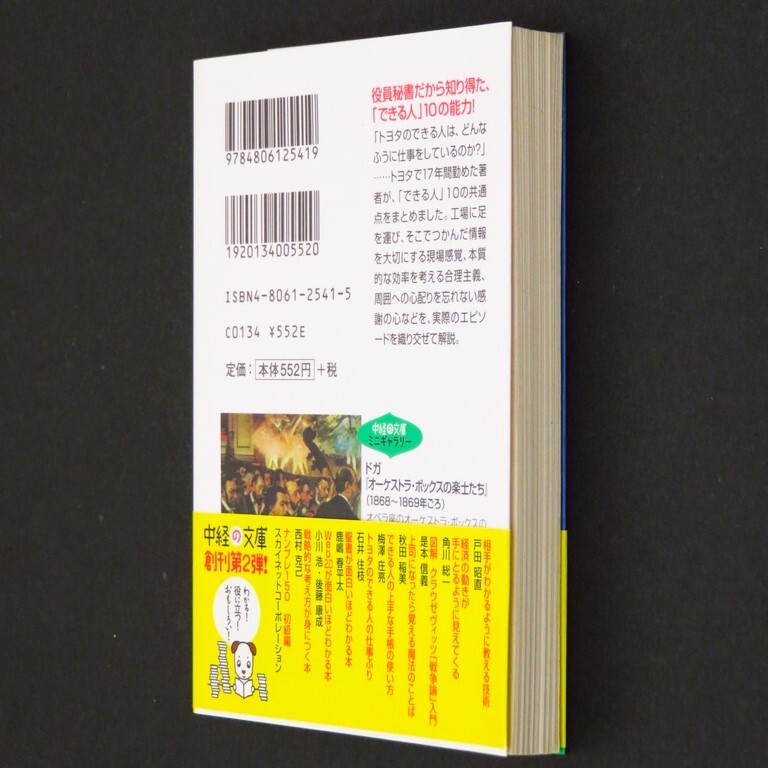 役員秘書だから知り得た、
「できる人」10の能力!
「トヨタのできる人は、どんな
ふうに仕事をしているのか?」
……トヨタで17年間勤めた著
者が、「できる人」10の共通
点をまとめました。工場に足
を運び、そこでつかんだ情報
を大切にする現場感覚、本質
的な効率を考える合理主義、
周囲への心配りを忘れない感
謝の心などを、実際のエピソ
ードを織り交ぜて解説。
9784806125419
1920134005520
ISBN4-8061-2541-5
C0134 ¥552E
定価:本体552円+税
中経の文庫
ミニギャラリー
ドガ
『オーケストラ・ボックスの楽士たち』
(1868〜1869年ごろ)
オペラ座のオーケストラ・ボックスの
相手がわかるように教える技術
戸田 昭直
経済の動きが
手にとるように見えてくる
角川 総一
図解 クラウゼヴィッツ「戦争論」入門
是本 信義
上司になったら覚える魔法のことば
秋田 稲美
できる人の上手な手帳の使い方
梅澤 庄亮
トヨタのできる人の仕事ぶり
石井 住枝
聖書が面白いほどわかる本
鹿嶋 春平太
Web2.0が面白いほどわかる本
小川 浩・後藤 康成
戦略的な考え方が身につく本
西村 克己
ナンプレ150 初級編
スカイネットコーポレーション
中経の文庫
創刊第2弾!
わかる!
役に立つ!
おもしろい!